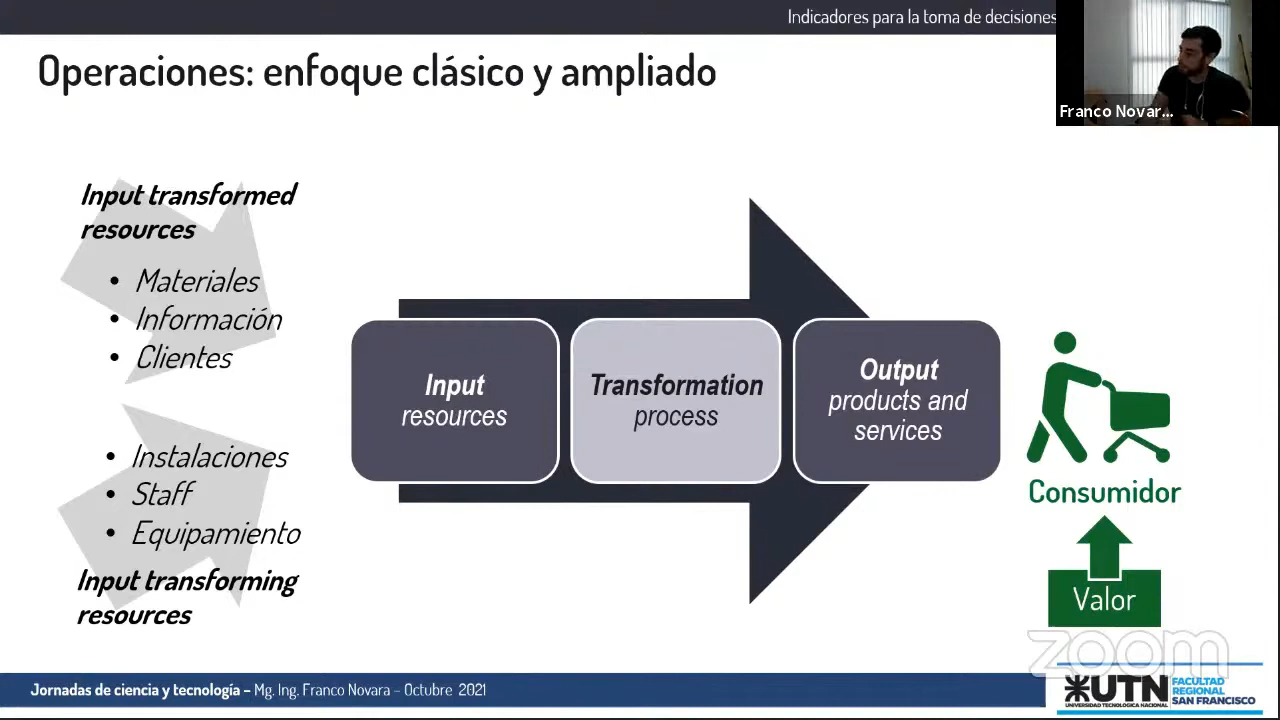 Indicadores para la toma de decisiones
Operaciones: enfoque clásico y ampliado
Franco Novar...
Input transformed
resources
• Materiales
• Información
• Clientes
• Instalaciones
• Staff
• Equipamiento
Input transforming
resources
Input
resources
Transformation
process
Output
products and
services
Consumidor
Valor
zoom
Jornadas de ciencia y tecnología – Mg. Ing. Franco Novara – Octubre 2021
UTN
UNIVERSIDAD TECNOLÓGICA NACIONAL
FACULTAD
REGIONAL
SAN FRANCISCO